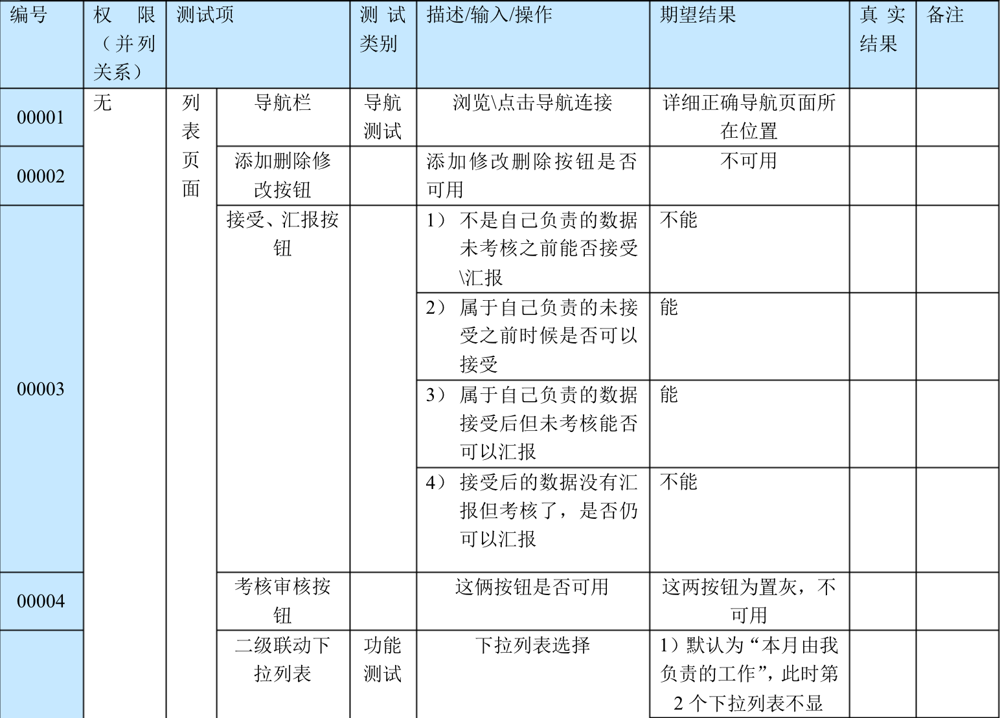 编号
权限
（并列
关系）
测试项
测试
类别
描述/输入/操作
期望结果
真实
结果
备注
00001
无
列
表
页
面
导航栏
导航
测试
浏览\点击导航连接
详细正确导航页面所
在位置
00002
添加删除修
改按钮
添加修改删除按钮是否
可用
不可用
00003
接受、汇报按
钮
1） 不是自己负责的数据
未考核之前能否接受
\汇报
不能
2） 属于自己负责的未接
受之前时候是否可以
接受
能
3） 属于自己负责的数据
接受后但未考核能否
可以汇报
能
4） 接受后的数据没有汇
报但考核了，是否仍
可以汇报
不能
00004
考核审核按
钮
这俩按钮是否可用
这两按钮为置灰，不
可用
二级联动下
拉列表
功能
测试
下拉列表选择
1）默认为“本月由我
负责的工作”，此时第
2 个下拉列表不显